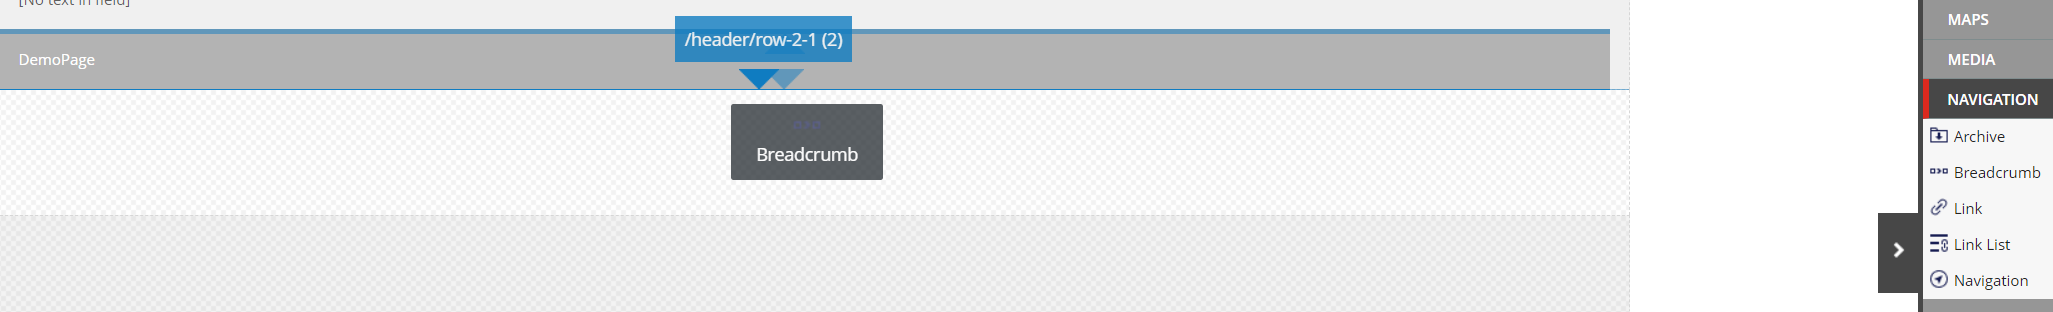 [No text in field]
/header/row-2-1 (2)
DemoPage
Breadcrumb
MAPS
MEDIA
NAVIGATION
Archive
Breadcrumb
Link
Link List
Navigation